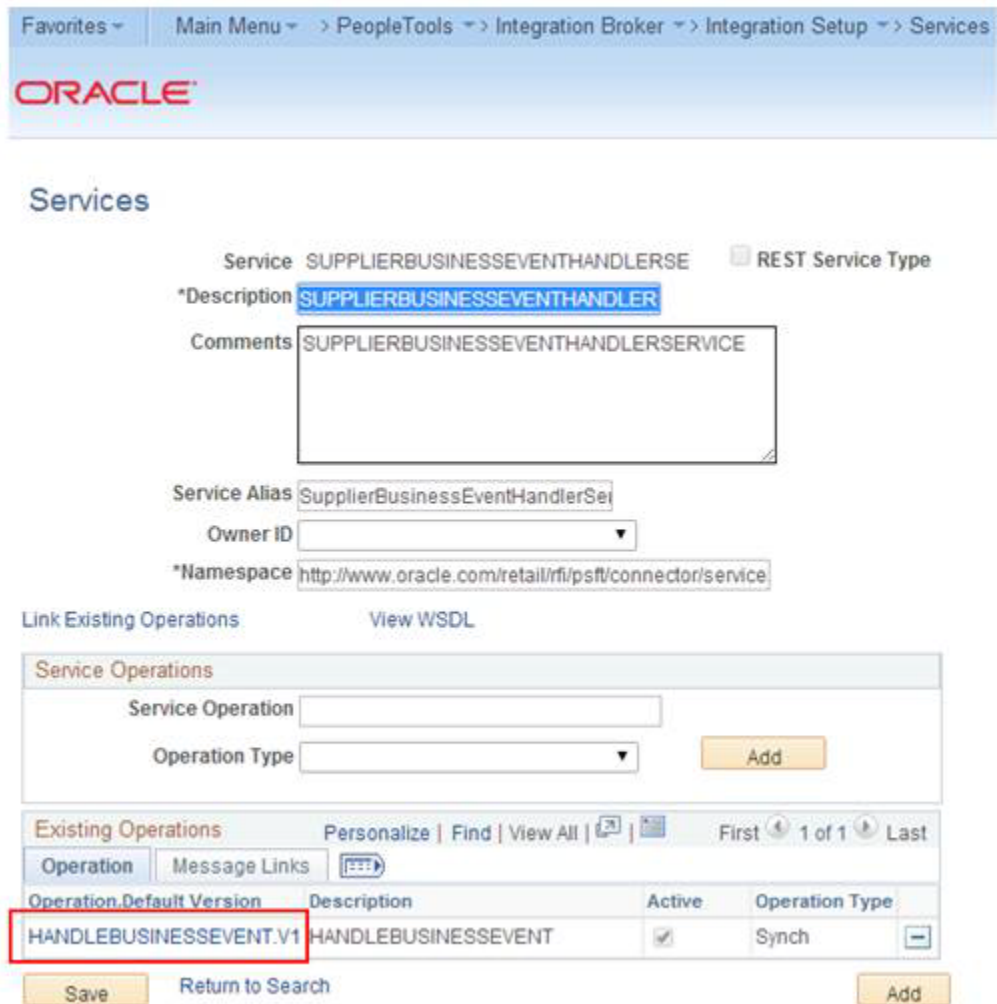 Favorites Main Menu > PeopleTools > Integration Broker > Integration Setup > Services
ORACLE
Services
Service SUPPLIERBUSINESSEVENTHANDLERSE REST Service Type
*Description SUPPLIERBUSINESSEVENTHANDLER
Comments SUPPLIERBUSINESSEVENTHANDLERSERVICE
Service Alias SupplierBusinessEventHandlerSer
Owner ID
*Namespace http://www.oracle.com/retail/rfi/psft/connector/service
Link Existing Operations View WSDL
Service Operations
Service Operation
Operation Type Add
Existing Operations Personalize | Find | View All | | First 1 of 1 Last
Operation Message Links
Operation.Default Version Description Active Operation Type
HANDLEBUSINESSEVENT.V1 HANDLEBUSINESSEVENT Synch
Save Return to Search Add